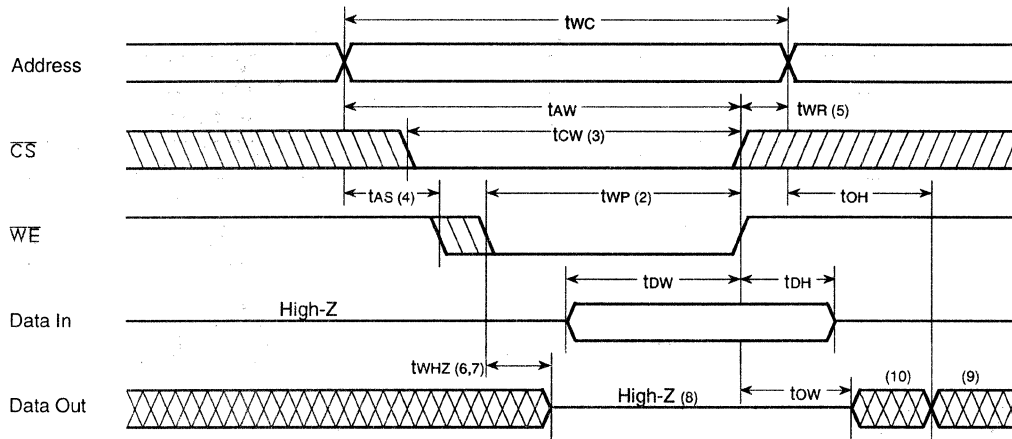 tWC
Address
tAW
tWR (5)
tCW (3)
CS
tAS (4)
tWP (2)
tOH
WE
tDW
tDH
High-Z
Data In
tWHZ (6,7)
(10)
(9)
High-Z (8)
tOW
Data Out